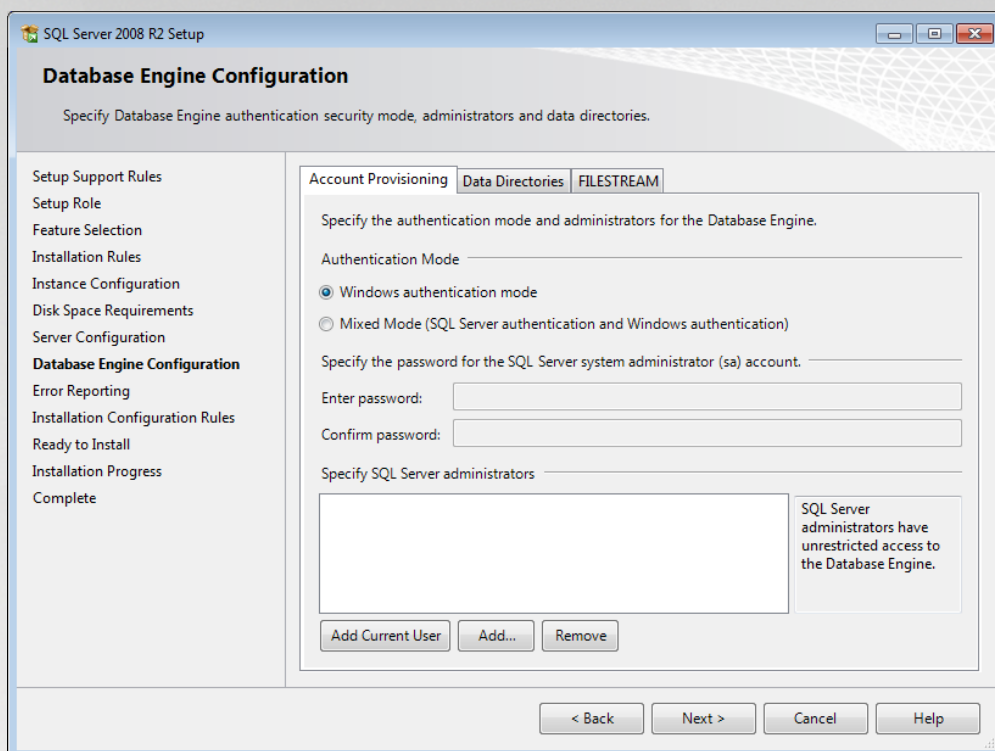 SQL Server 2008 R2 Setup
Database Engine Configuration
Specify Database Engine authentication security mode, administrators and data directories.
Setup Support Rules
Setup Role
Feature Selection
Installation Rules
Instance Configuration
Disk Space Requirements
Server Configuration
Database Engine Configuration
Error Reporting
Installation Configuration Rules
Ready to Install
Installation Progress
Complete
Account Provisioning Data Directories FILESTREAM
Specify the authentication mode and administrators for the Database Engine.
Authentication Mode
Windows authentication mode
Mixed Mode (SQL Server authentication and Windows authentication)
Specify the password for the SQL Server system administrator (sa) account.
Enter password:
Confirm password:
Specify SQL Server administrators
SQL Server
administrators have
unrestricted access to
the Database Engine.
Add Current User Add... Remove
< Back Next > Cancel Help